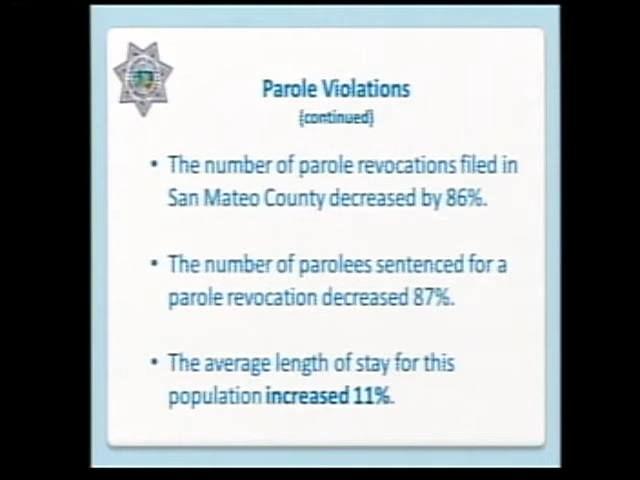 Parole Violations
(continued)
• The number of parole revocations filed in
San Mateo County decreased by 86%.
• The number of parolees sentenced for a
parole revocation decreased 87%.
• The average length of stay for this
population increased 11%.